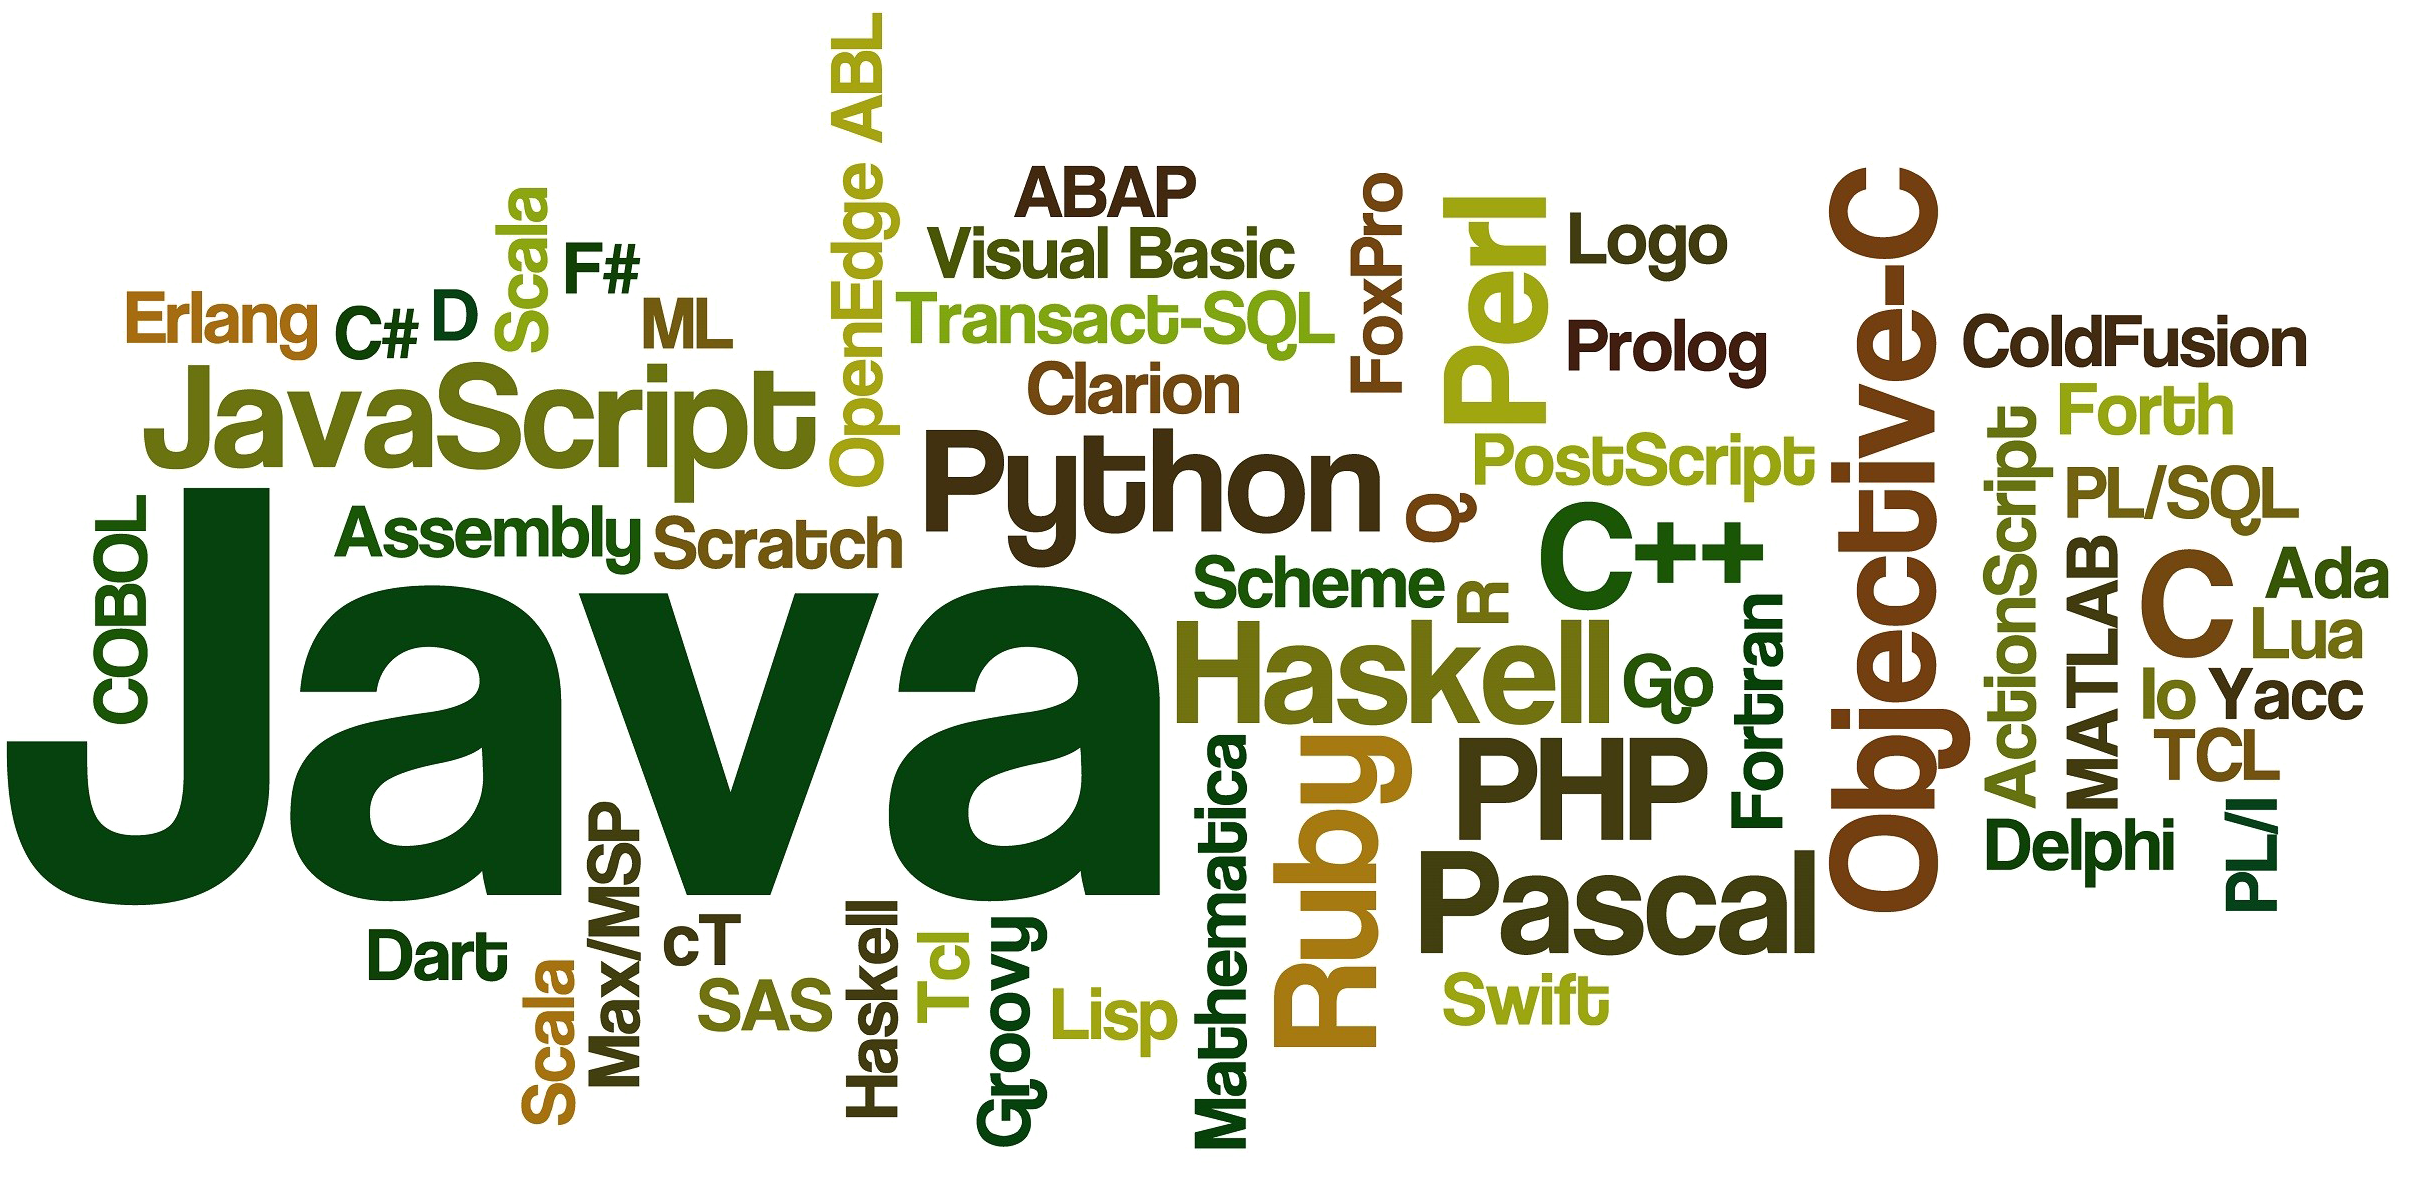 OpenEdge ABL
ABAP
Scala
F#
Visual Basic
FoxPro
Perl
Logo
Objective-C
Erlang
C#
D
ML
Transact-SQL
Prolog
ColdFusion
JavaScript
Clarion
Forth
Python
PostScript
ActionScript
PL/SQL
COBOL
Assembly
Scratch
Q
C++
MATLAB
C
Ada
Java
Scheme
R
Haskell
Go
Fortran
Lua
Io
Yacc
TCL
Mathematica
Ruby
PHP
Delphi
PL/I
Max/MSP
Pascal
Dart
Scala
cT
SAS
Haskell
Tcl
Groovy
Lisp
Swift